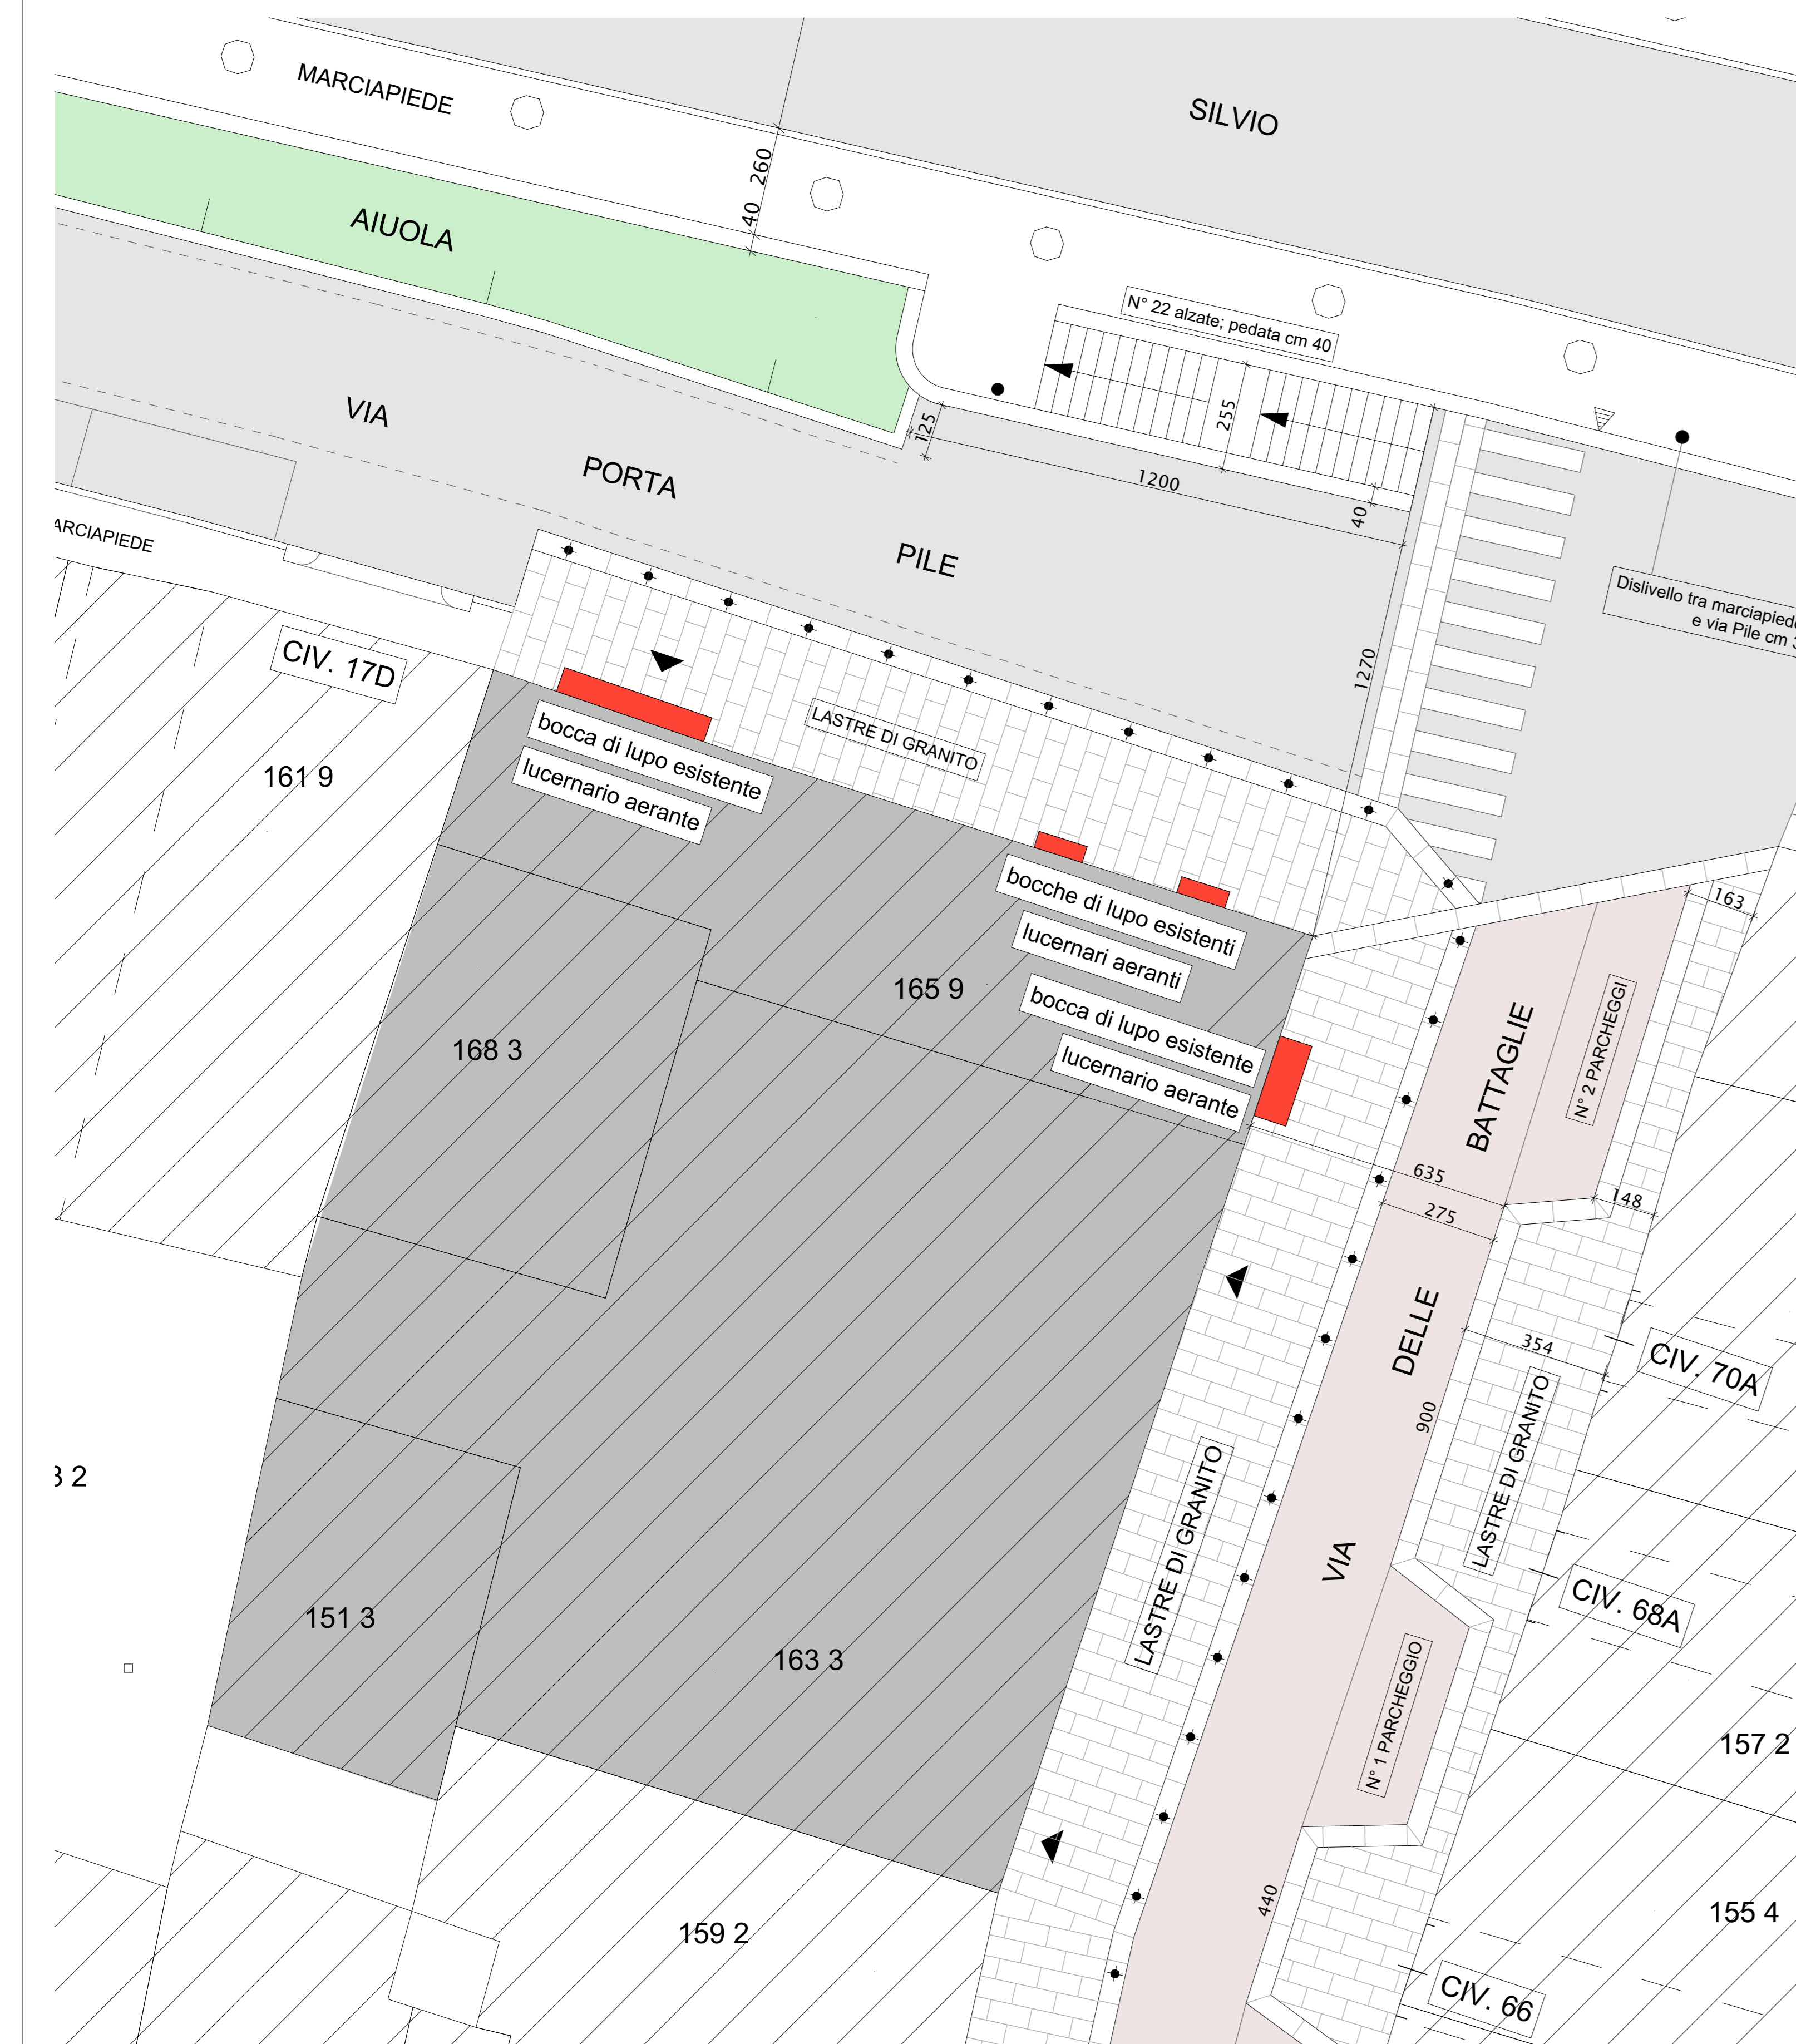 MARCIAPIEDE
SILVIO
260
40
AIUOLA
N° 22 alzate; pedata cm 40
VIA
PORTA
PILE
125
255
1200
40
1270
ARCIAPIEDE
Dislivello tra marciapied
e via Pile cm
CIV. 17D
161 9
bocca di lupo esistente
lucernario aerante
LASTRE DI GRANITO
bocche di lupo esistenti
lucernari aeranti
bocca di lupo esistente
lucernario aerante
165 9
168 3
163
N° 2 PARCHEGGI
BATTAGLIE
635
275
148
DELLE
354
CIV. 70A
900
LASTRE DI GRANITO
LASTRE DI GRANITO
VIA
CIV. 68A
2
151 3
163 3
N° 1 PARCHEGGIO
157 2
440
159 2
155 4
CIV. 66